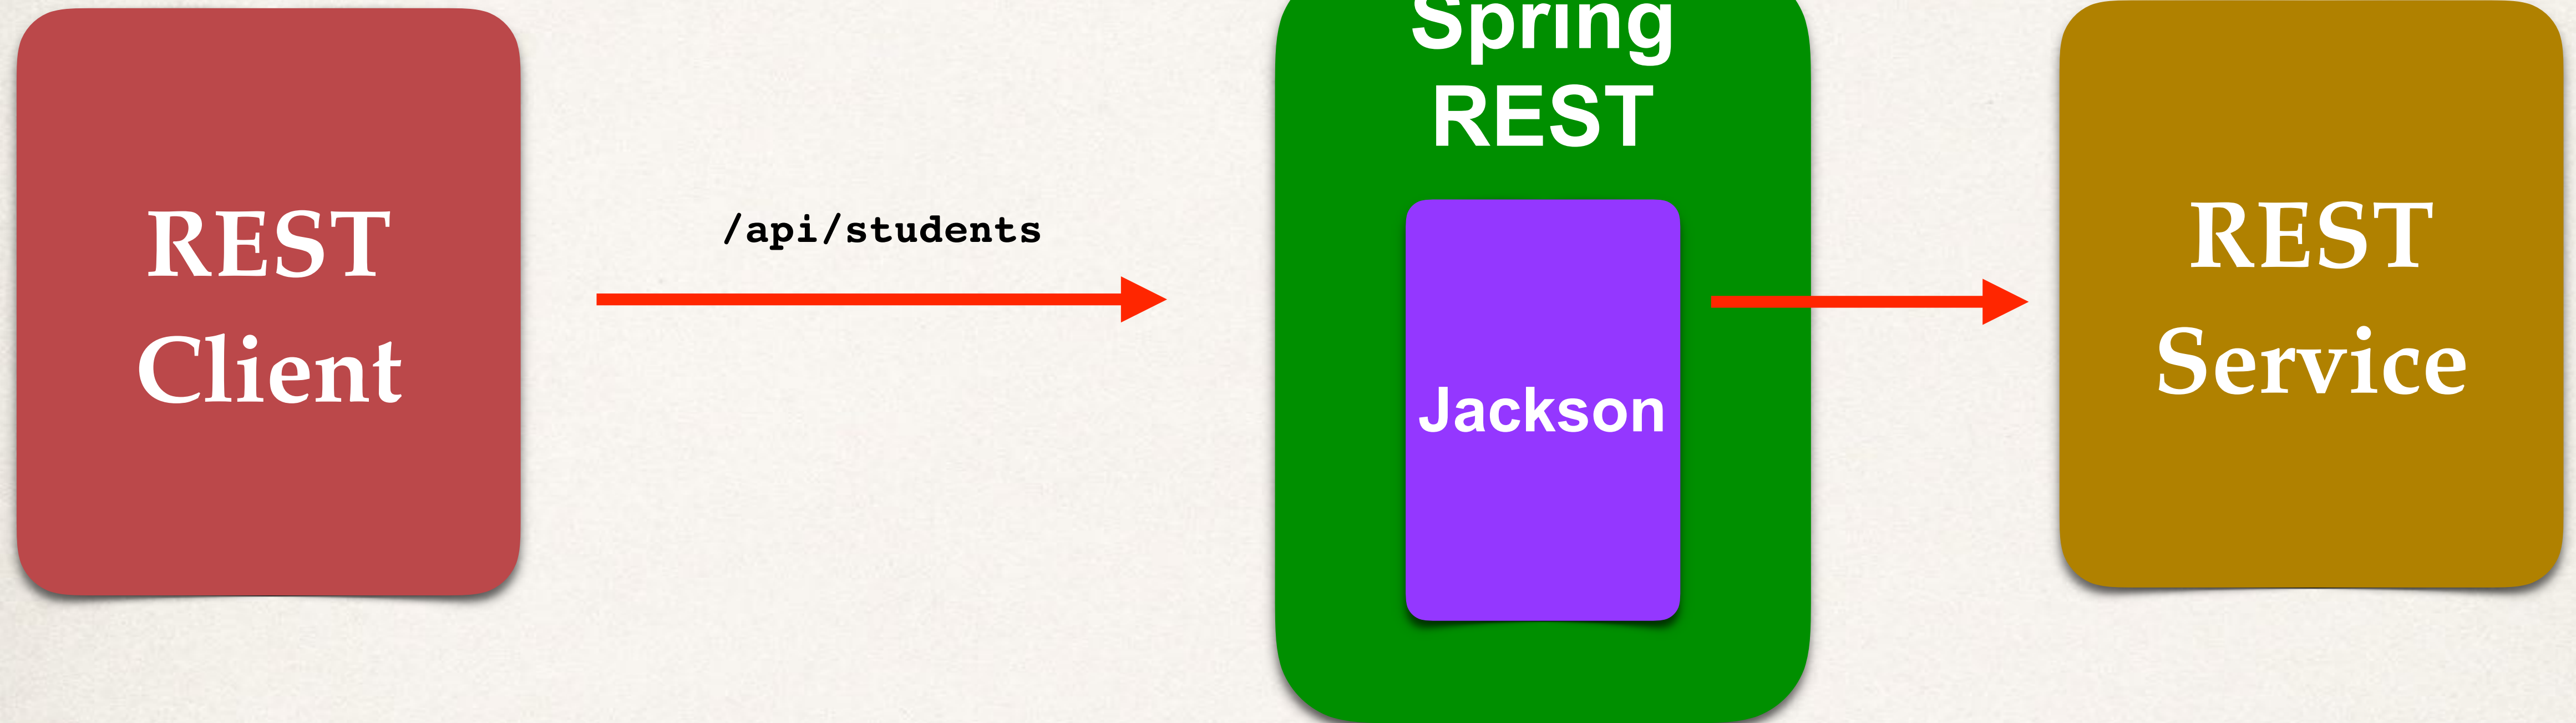 REST
Client
/api/students
Spring
REST
Jackson
REST
Service